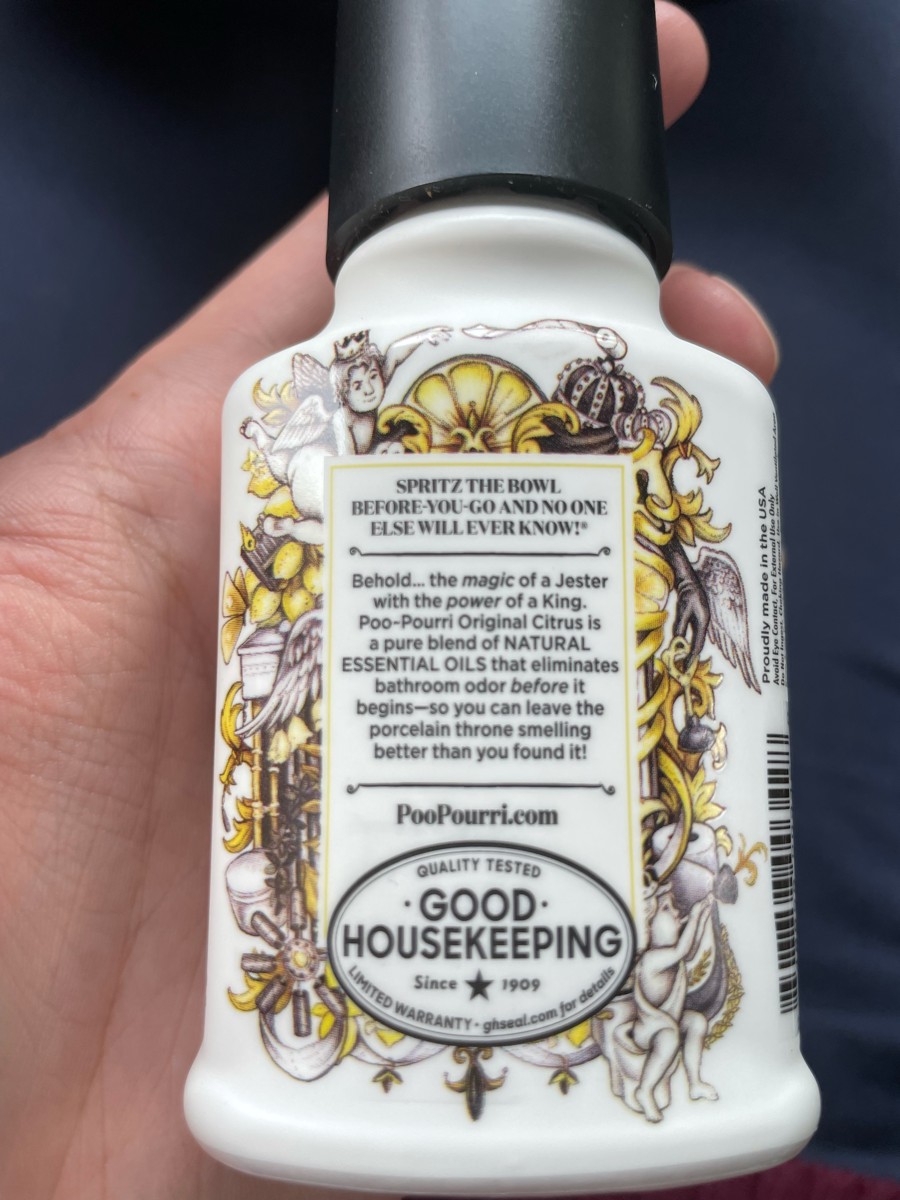 SPRITZ THE BOWL
BEFORE-YOU-GO AND NO ONE
ELSE WILL EVER KNOW!®
Behold... the magic of a Jester
with the power of a King.
Poo-Pourri Original Citrus is
a pure blend of NATURAL
ESSENTIAL OILS that eliminates
bathroom odor before it
begins—so you can leave the
porcelain throne smelling
better than you found it!
PooPourri.com
QUALITY TESTED
·GOOD·
HOUSEKEEPING
Since ★ 1909
LIMITED WARRANTY · ghseal.com for details
Proudly made in the USA
Avoid Eye Contact. For External Use Only